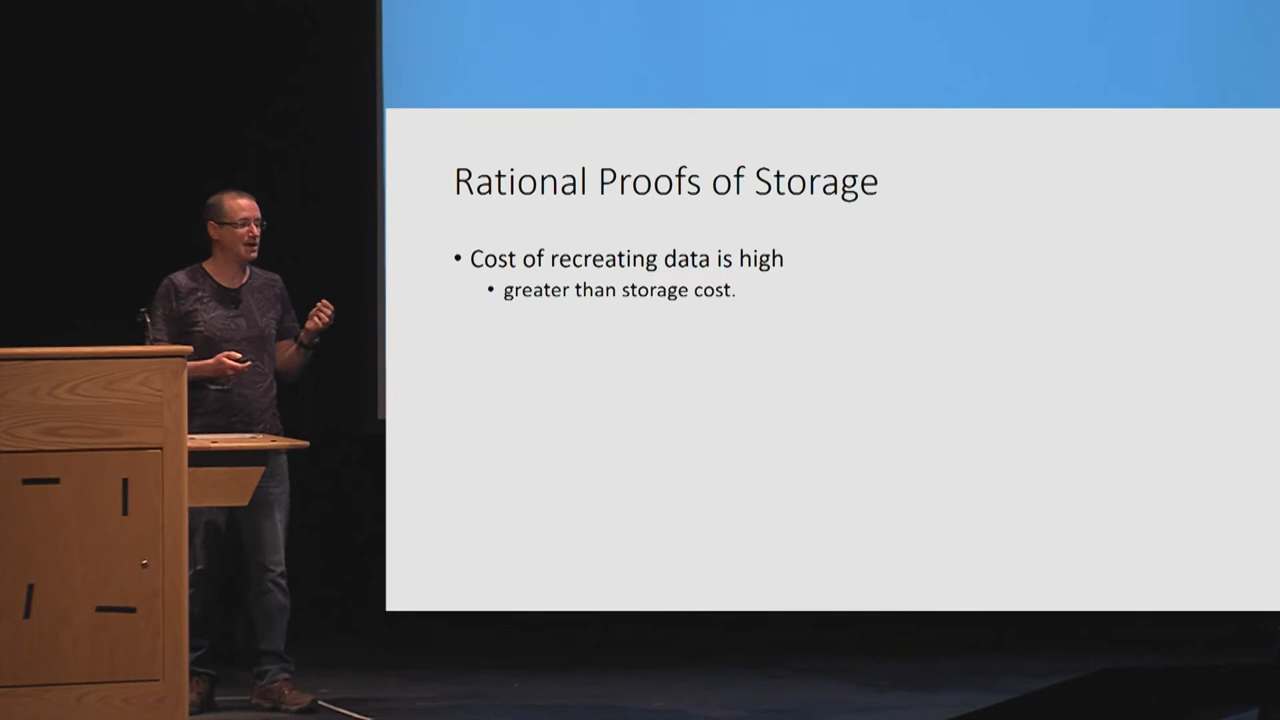 Rational Proofs of Storage
• Cost of recreating data is high
• greater than storage cost.